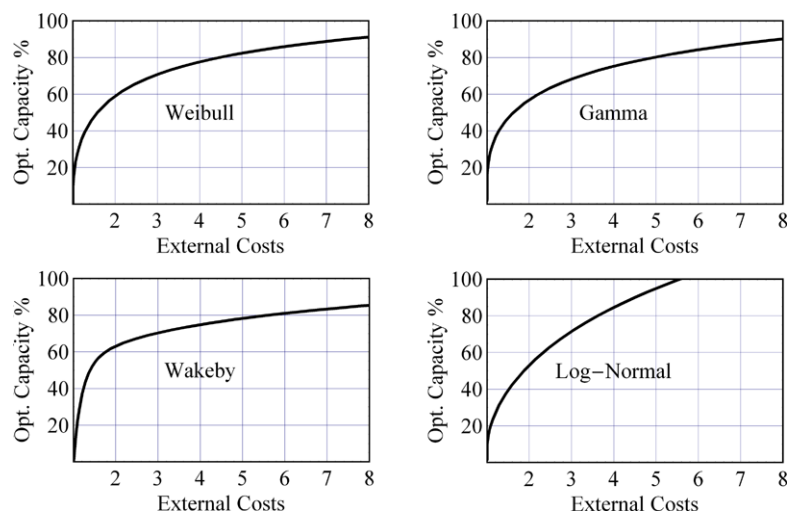 100
80
60
40
20
Opt. Capacity %
Weibull
2 3 4 5 6 7 8
External Costs
100
80
60
40
20
Opt. Capacity %
Gamma
2 3 4 5 6 7 8
External Costs
100
80
60
40
20
Opt. Capacity %
Wakeby
2 3 4 5 6 7 8
External Costs
100
80
60
40
20
Opt. Capacity %
Log−Normal
2 3 4 5 6 7 8
External Costs